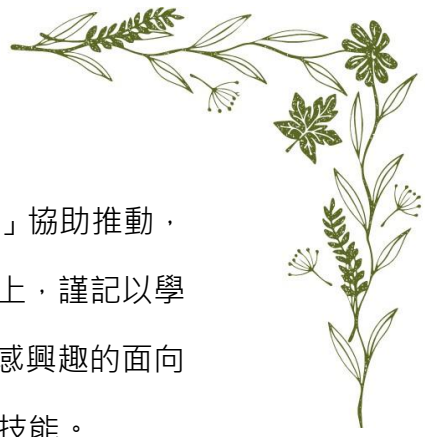 」協助推動，
上，謹記以學
感興趣的面向
技能。